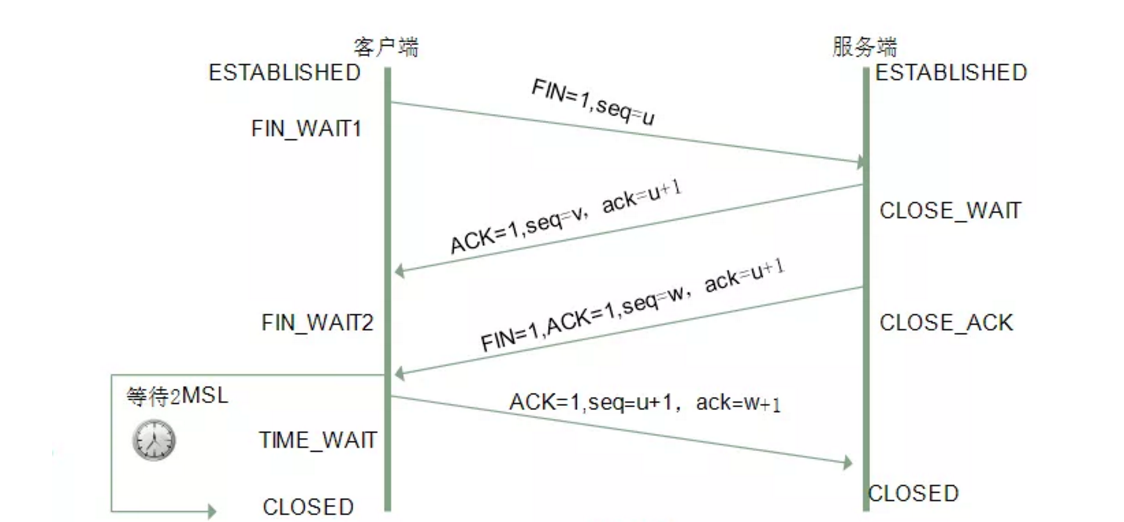 客户端
服务端
ESTABLISHED
ESTABLISHED
FIN=1,seq=u
FIN_WAIT1
ACK=1,seq=v，ack=u+1
CLOSE_WAIT
FIN=1,ACK=1,seq=w，ack=u+1
FIN_WAIT2
CLOSE_ACK
等待2MSL
ACK=1,seq=u+1，ack=w+1
TIME_WAIT
CLOSED
CLOSED